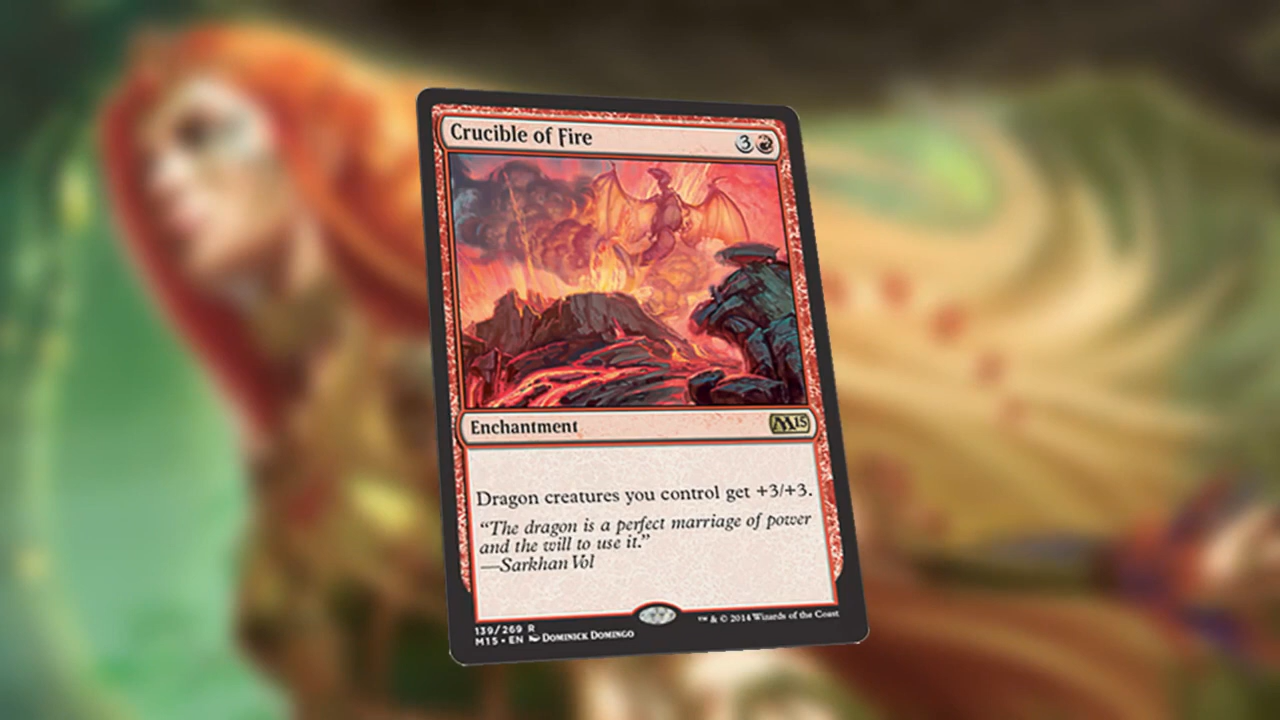 Crucible of Fire
3
Enchantment
M15
Dragon creatures you control get +3/+3.
“The dragon is a perfect marriage of power
and the will to use it.”
—Sarkhan Vol
139/269 R
™ & © 2014 Wizards of the Coast
M15 • EN DOMINICK DOMINGO